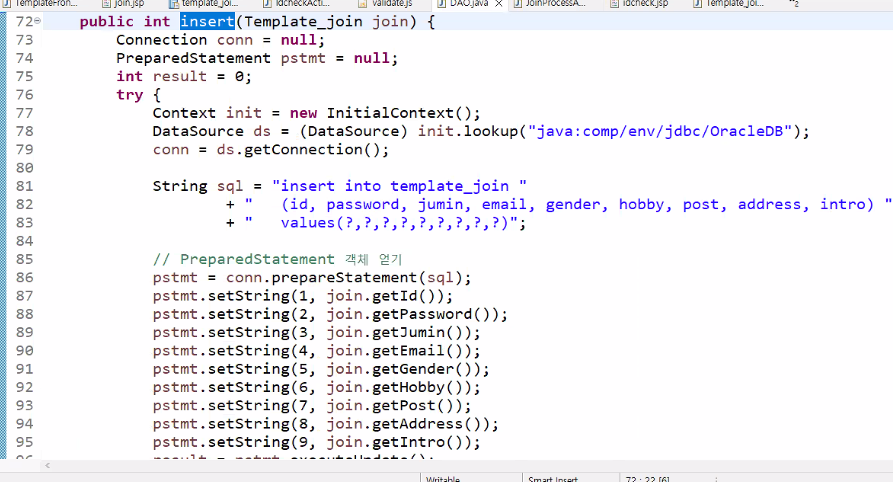 TemplateFron... join.jsp template_joi... IdcheckActi... validate.js DAO.java JoinProcessA... idcheck.jsp Template_joi... 2
72 public int insert(Template_join join) {
73 Connection conn = null;
74 PreparedStatement pstmt = null;
75 int result = 0;
76 try {
77 Context init = new InitialContext();
78 DataSource ds = (DataSource) init.lookup("java:comp/env/jdbc/OracleDB");
79 conn = ds.getConnection();
80
81 String sql = "insert into template_join "
82 + "   (id, password, jumin, email, gender, hobby, post, address, intro) "
83 + "   values(?,?,?,?,?,?,?,?,?)";
84
85 // PreparedStatement 객체 얻기
86 pstmt = conn.prepareStatement(sql);
87 pstmt.setString(1, join.getId());
88 pstmt.setString(2, join.getPassword());
89 pstmt.setString(3, join.getJumin());
90 pstmt.setString(4, join.getEmail());
91 pstmt.setString(5, join.getGender());
92 pstmt.setString(6, join.getHobby());
93 pstmt.setString(7, join.getPost());
94 pstmt.setString(8, join.getAddress());
95 pstmt.setString(9, join.getIntro());
96 result = pstmt.executeUpdate();
Writable Smart Insert 72 : 22 [6]